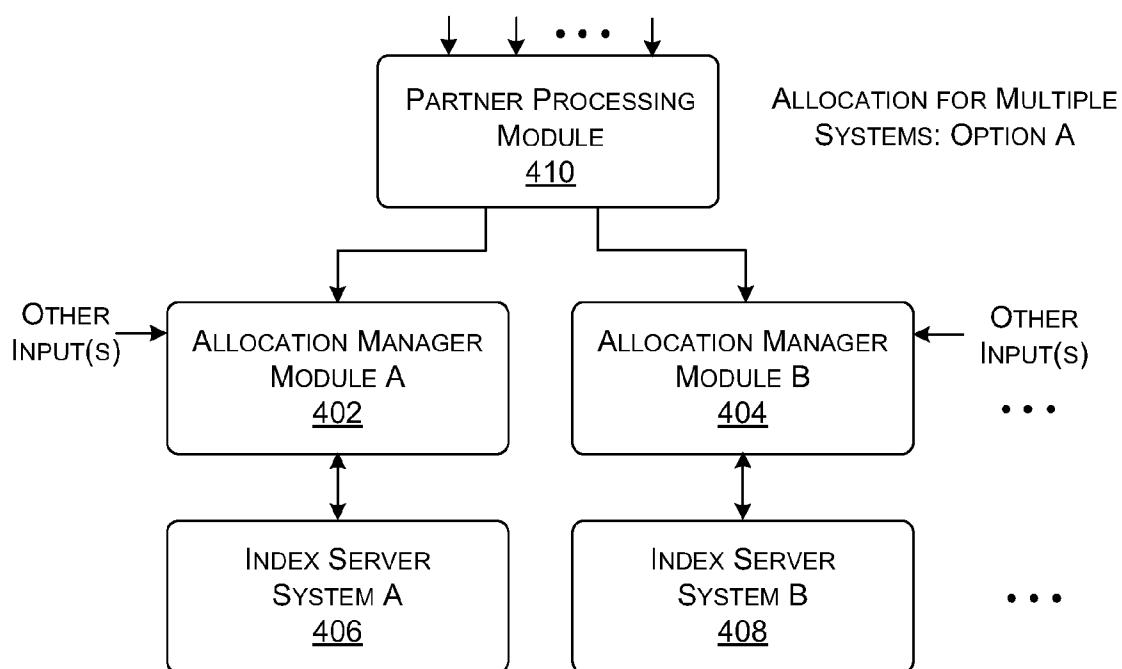 PARTNER PROCESSING
MODULE
410
ALLOCATION FOR MULTIPLE
SYSTEMS: OPTION A
OTHER
INPUT(S)
ALLOCATION MANAGER
MODULE A
402
ALLOCATION MANAGER
MODULE B
404
OTHER
INPUT(S)
INDEX SERVER
SYSTEM A
406
INDEX SERVER
SYSTEM B
408